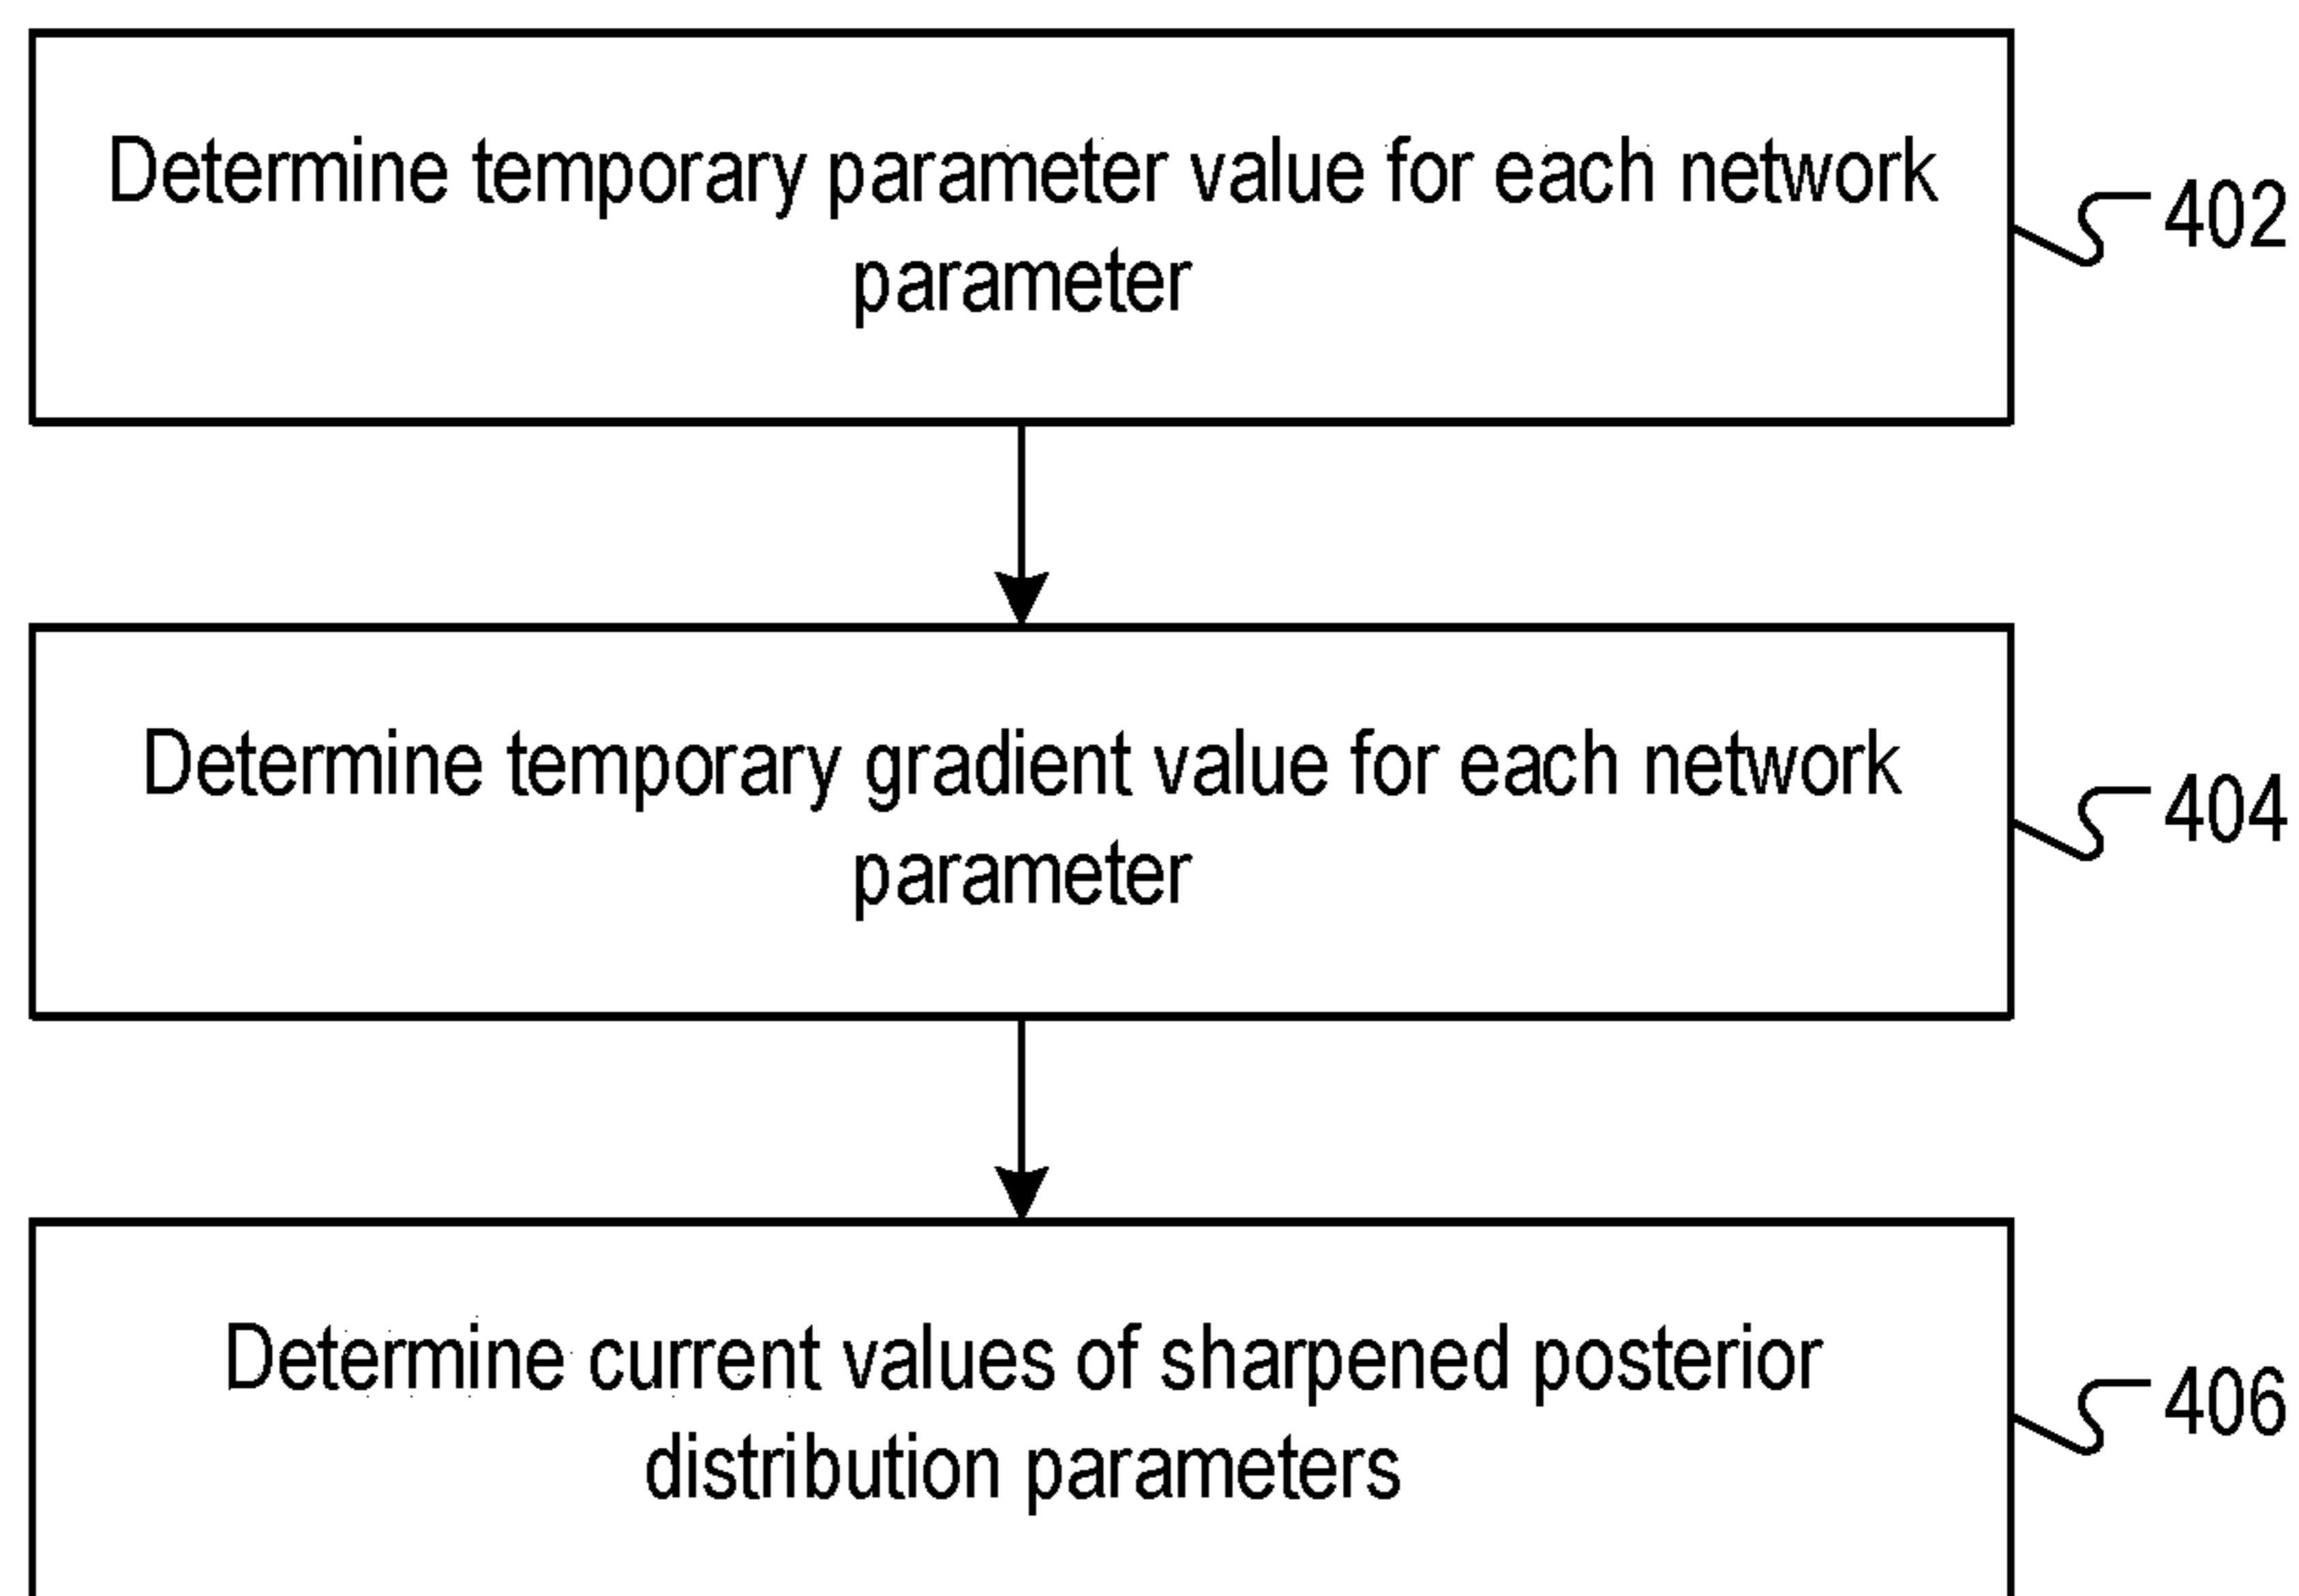 Determine temporary parameter value for each network
parameter
402
Determine temporary gradient value for each network
parameter
404
Determine current values of sharpened posterior
distribution parameters
406